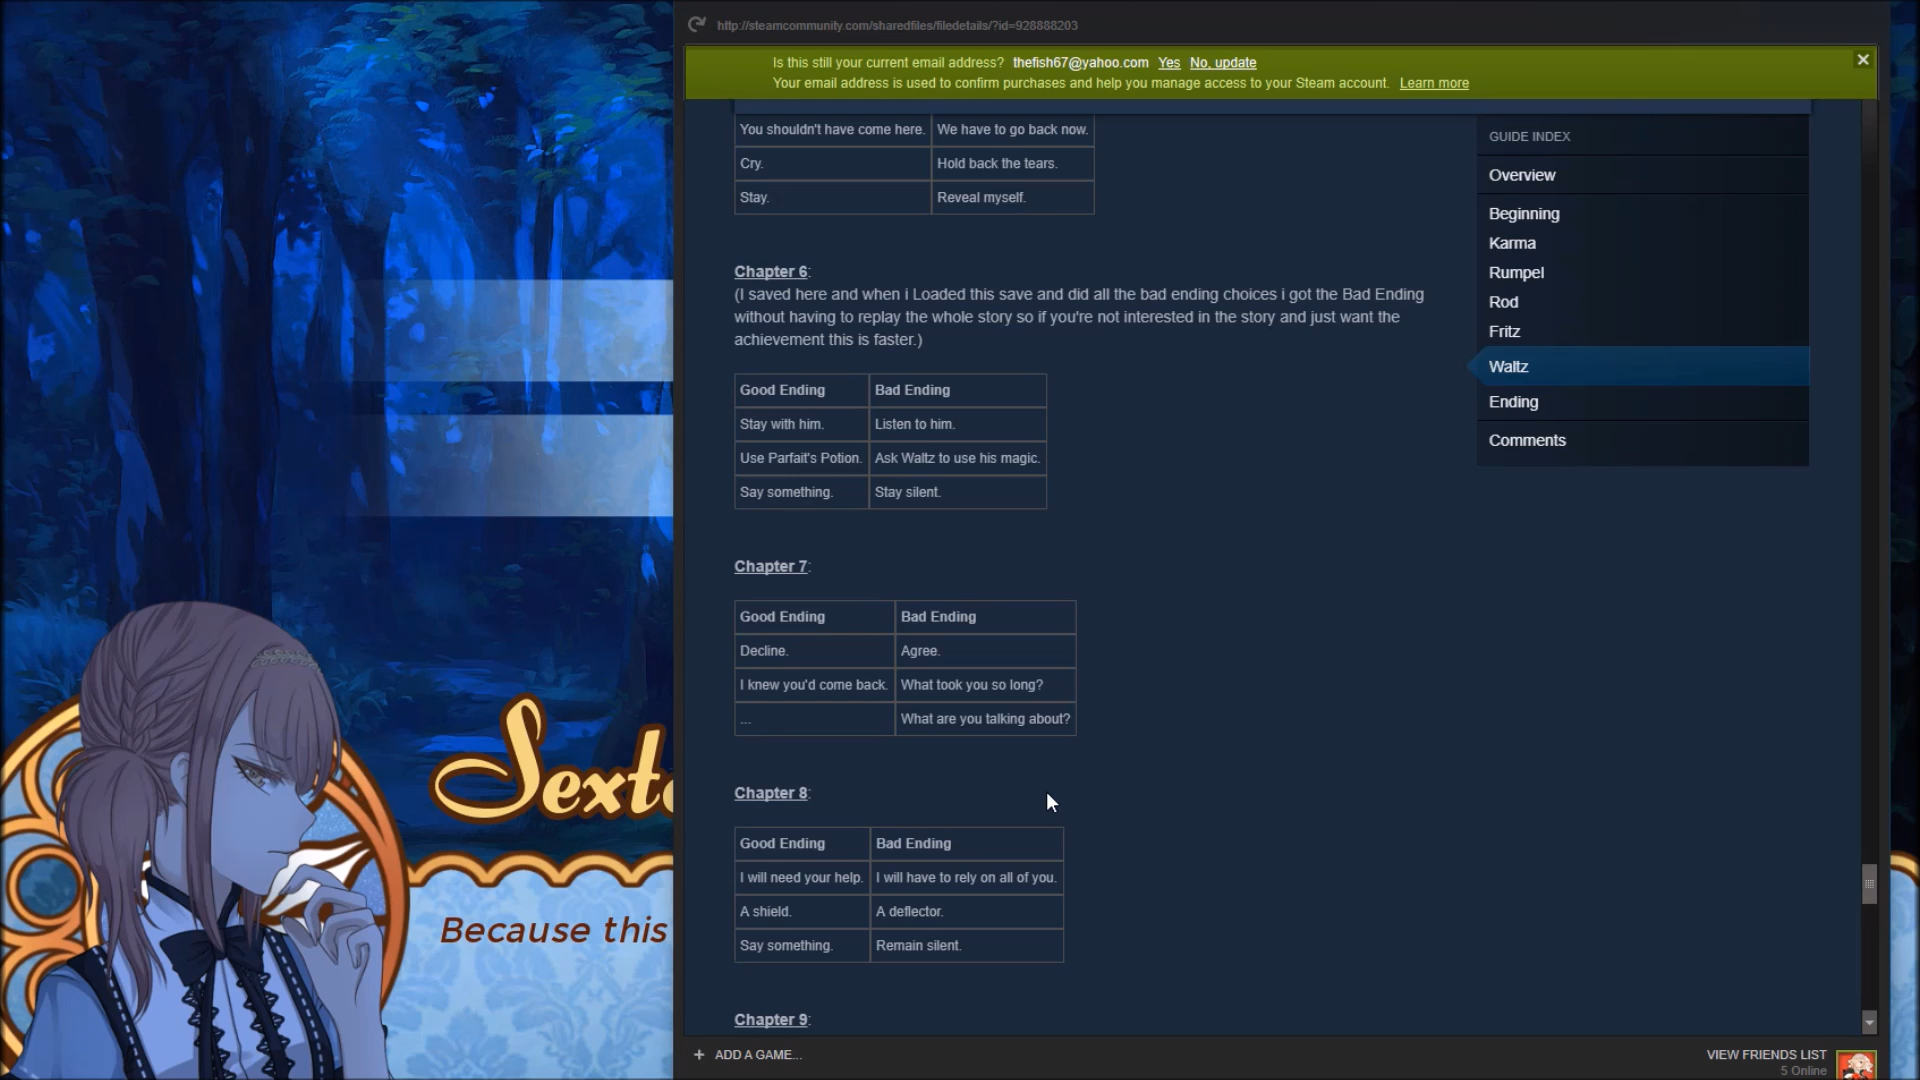 http://steamcommunity.com/sharedfiles/filedetails/?id=928888203
Is this still your current email address? thefish67@yahoo.com Yes No, update
Your email address is used to confirm purchases and help you manage access to your Steam account. Learn more
You shouldn't have come here. We have to go back now.
Cry. Hold back the tears.
Stay. Reveal myself.
Chapter 6:
(I saved here and when i Loaded this save and did all the bad ending choices i got the Bad Ending
without having to replay the whole story so if you're not interested in the story and just want the
achievement this is faster.)
Good Ending Bad Ending
Stay with him. Listen to him.
Use Parfait's Potion. Ask Waltz to use his magic.
Say something. Stay silent.
Chapter 7:
Good Ending Bad Ending
Decline. Agree.
I knew you'd come back. What took you so long?
... What are you talking about?
Chapter 8:
Good Ending Bad Ending
I will need your help. I will have to rely on all of you.
A shield. A deflector.
Say something. Remain silent.
Chapter 9:
GUIDE INDEX
Overview
Beginning
Karma
Rumpel
Rod
Fritz
Waltz
Ending
Comments
Sexte
Because this
+ ADD A GAME...
VIEW FRIENDS LIST
5 Online